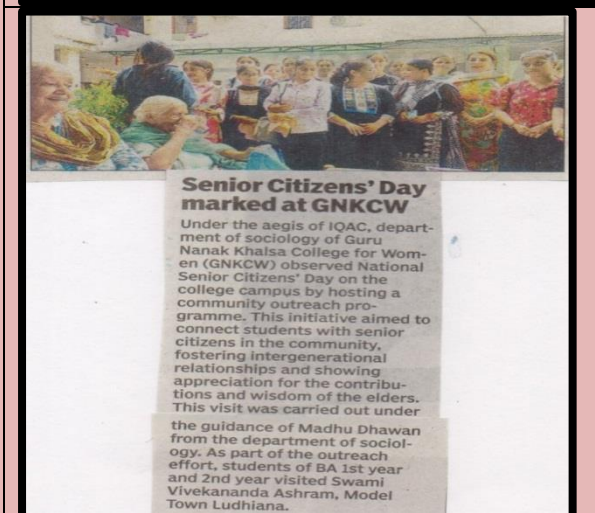 Senior Citizens' Day
marked at GNKCW
Under the aegis of IQAC, depart-
ment of sociology of Guru
Nanak Khalsa College for Wom-
en (GNKCW) observed National
Senior Citizens' Day on the
college campus by hosting a
community outreach pro-
gramme. This initiative aimed to
connect students with senior
citizens in the community,
fostering intergenerational
relationships and showing
appreciation for the contribu-
tions and wisdom of the elders.
This visit was carried out under
the guidance of Madhu Dhawan
from the department of sociol-
ogy. As part of the outreach
effort, students of BA 1st year
and 2nd year visited Swami
Vivekananda Ashram, Model
Town Ludhiana.